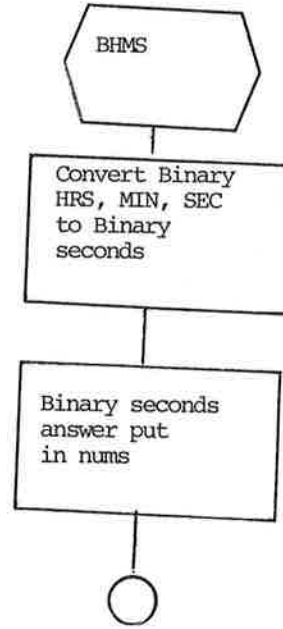 BHMS
Convert Binary
HRS, MIN, SEC
to Binary
seconds
Binary seconds
answer put
in nums